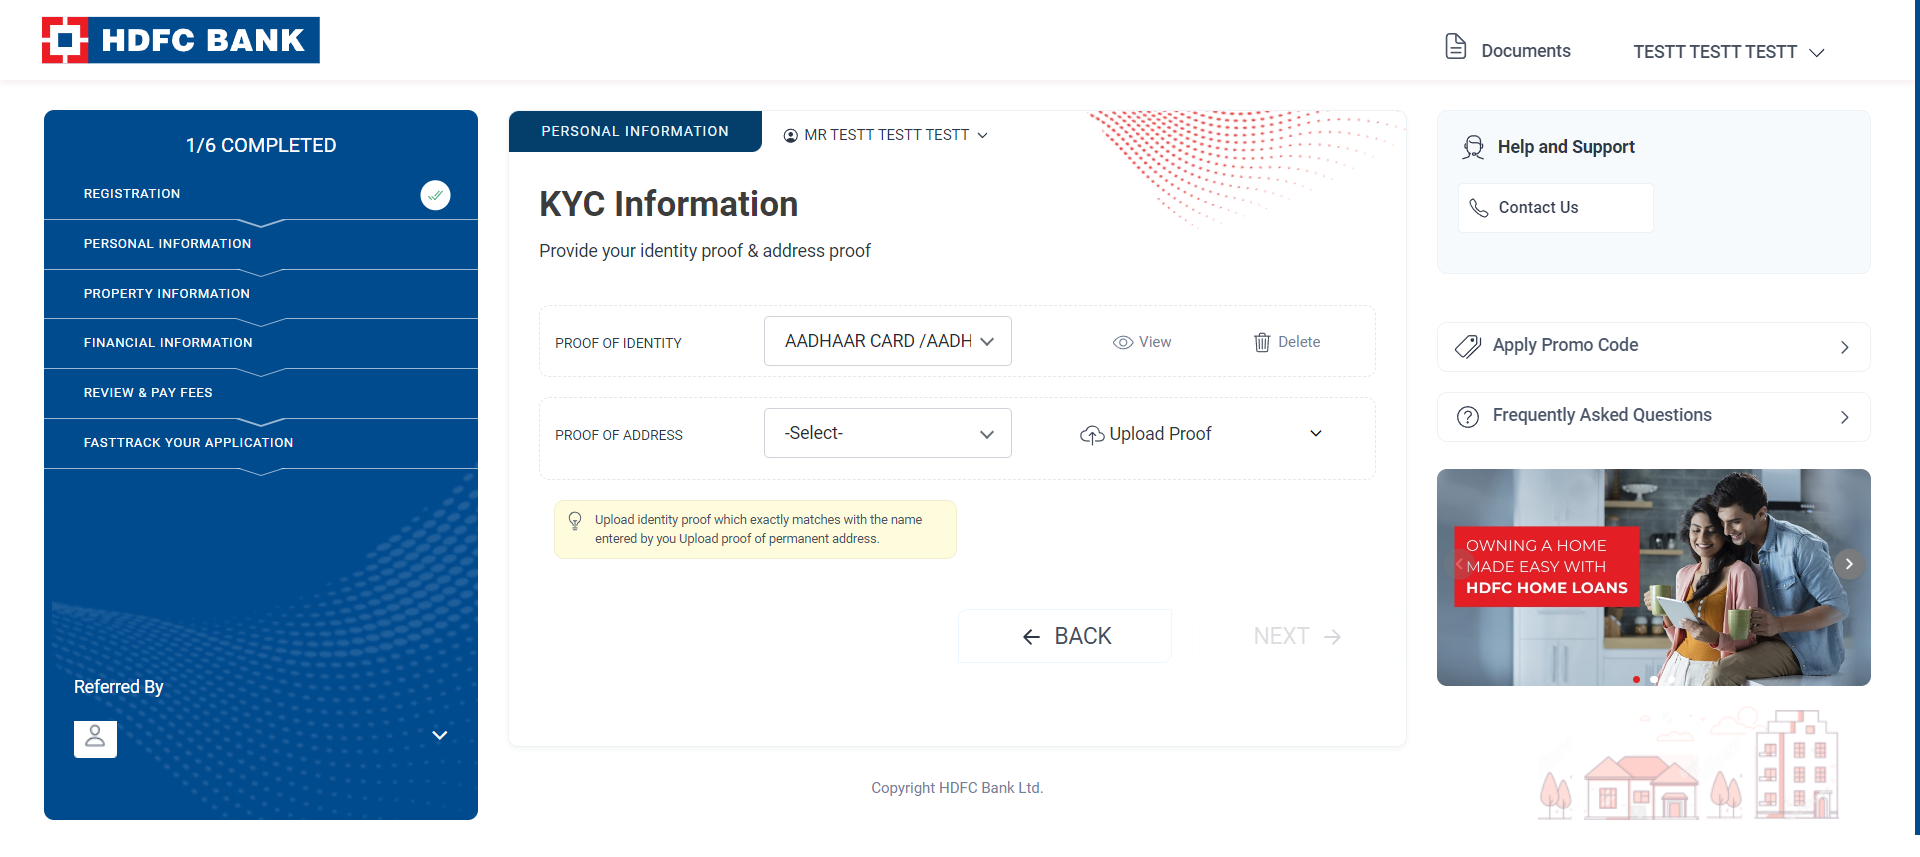 HDFC BANK
Documents
TESTT TESTT TESTT
1/6 COMPLETED
REGISTRATION
PERSONAL INFORMATION
PROPERTY INFORMATION
FINANCIAL INFORMATION
REVIEW & PAY FEES
FASTTRACK YOUR APPLICATION
Referred By
PERSONAL INFORMATION
MR TESTT TESTT TESTT
KYC Information
Provide your identity proof & address proof
PROOF OF IDENTITY
AADHAAR CARD /AADH
View
Delete
PROOF OF ADDRESS
-Select-
Upload Proof
Upload identity proof which exactly matches with the name
entered by you Upload proof of permanent address.
BACK
NEXT
Copyright HDFC Bank Ltd.
Help and Support
Contact Us
Apply Promo Code
Frequently Asked Questions
OWNING A HOME
MADE EASY WITH
HDFC HOME LOANS